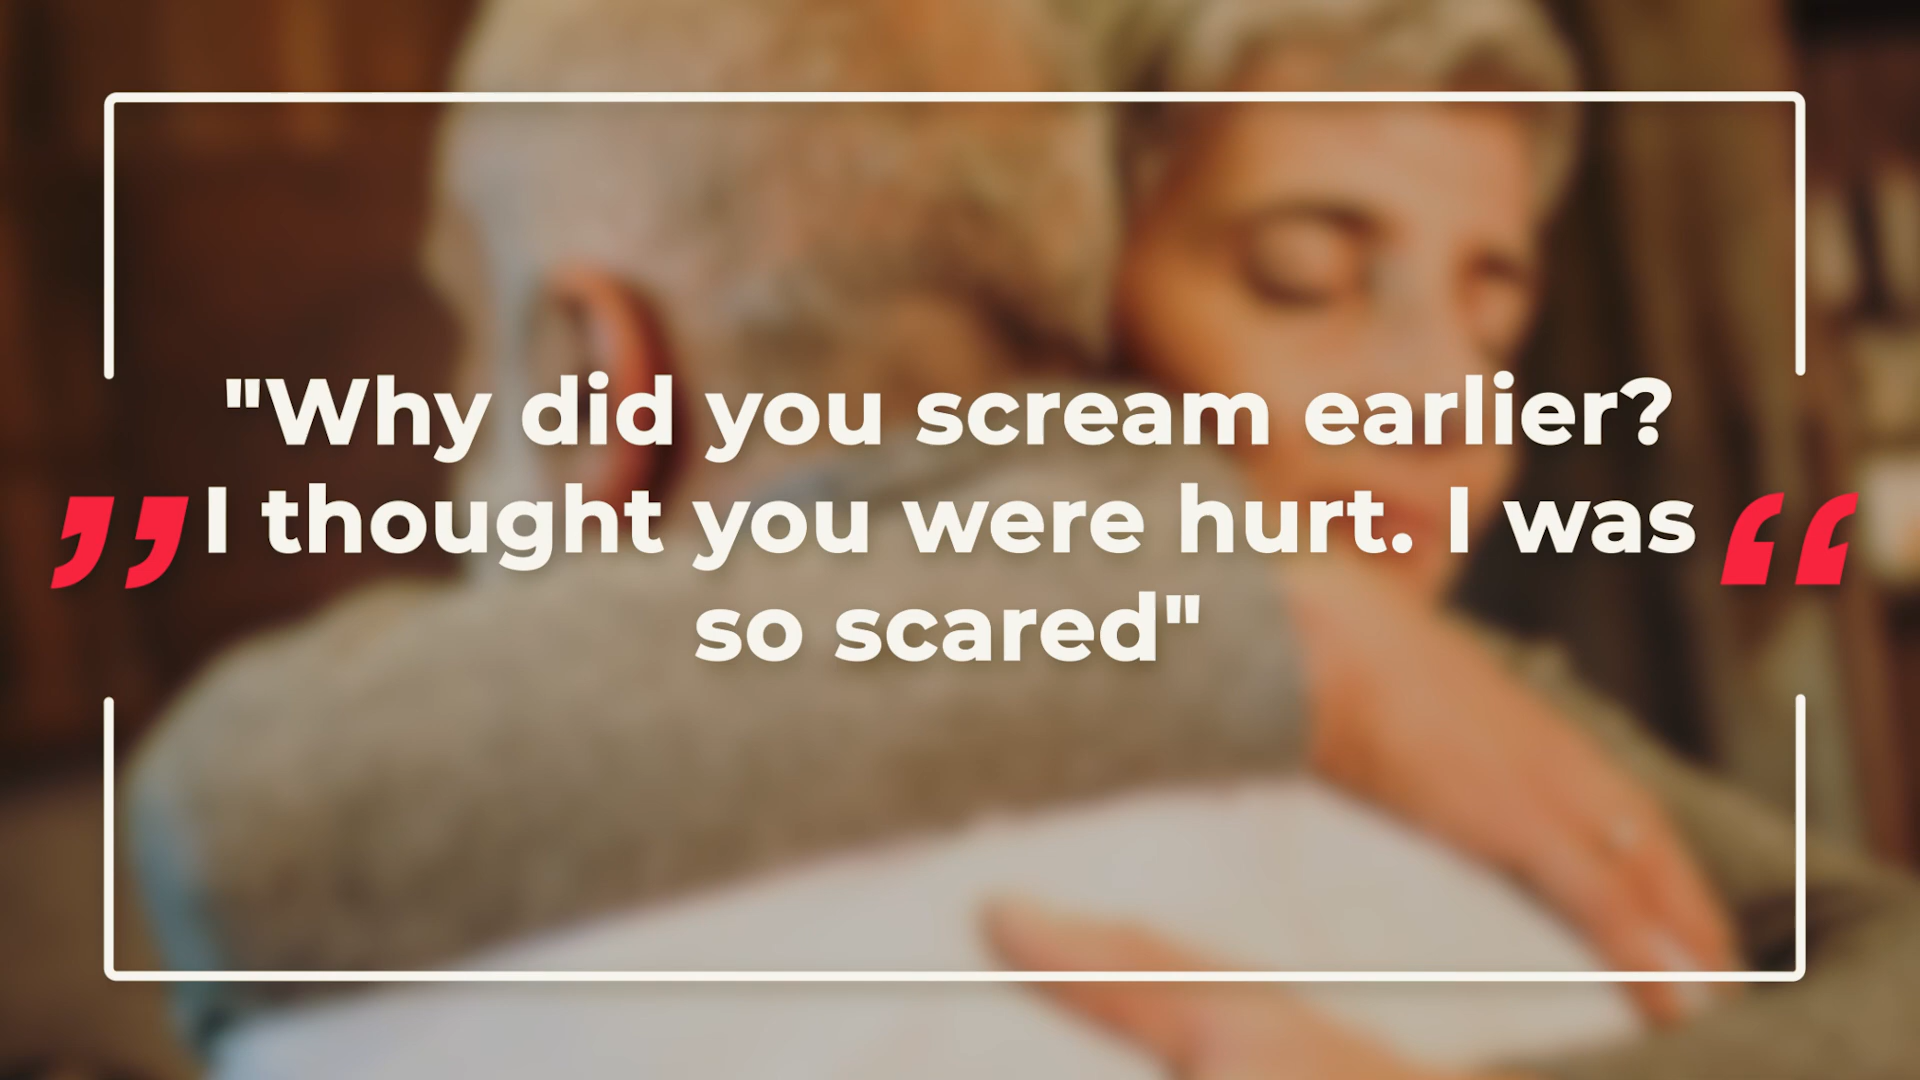 "Why did you scream earlier?
I thought you were hurt. I was
so scared"